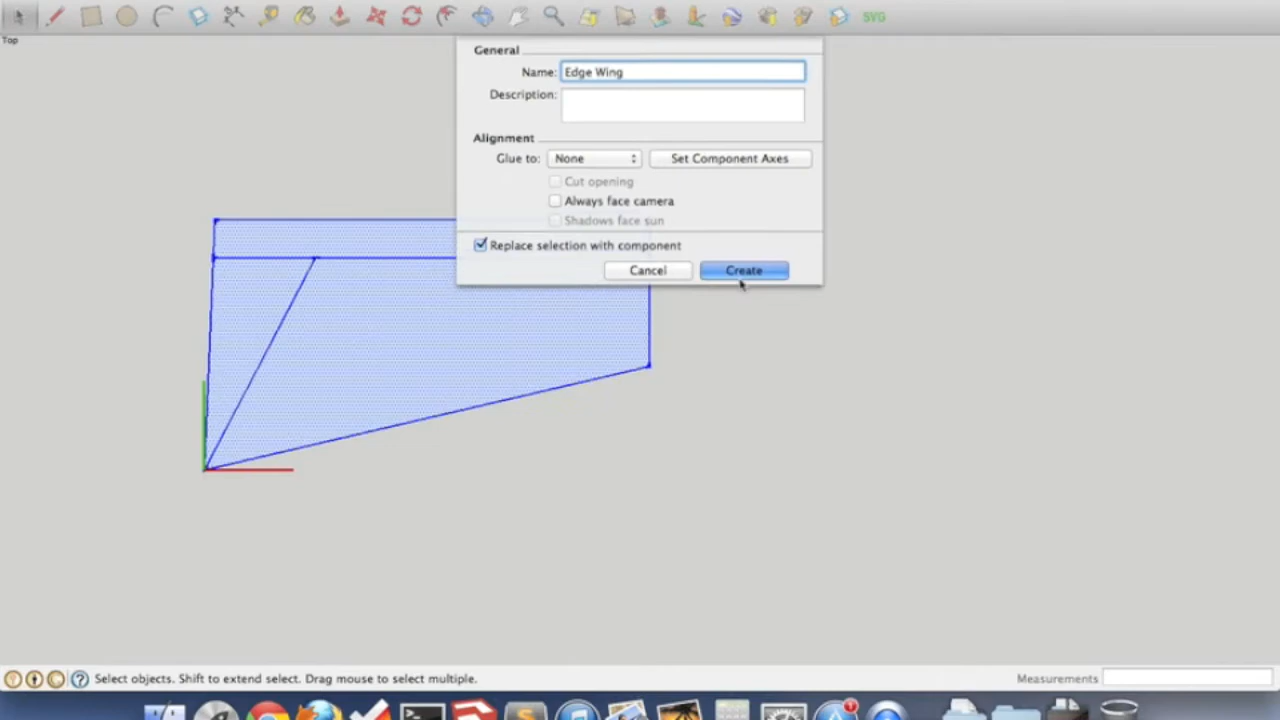 SVG
Top
General
Name: Edge Wing
Description:
Alignment
Glue to: None Set Component Axes
Cut opening
Always face camera
Shadows face sun
Replace selection with component
Cancel Create
Select objects. Shift to extend select. Drag mouse to select multiple. Measurements